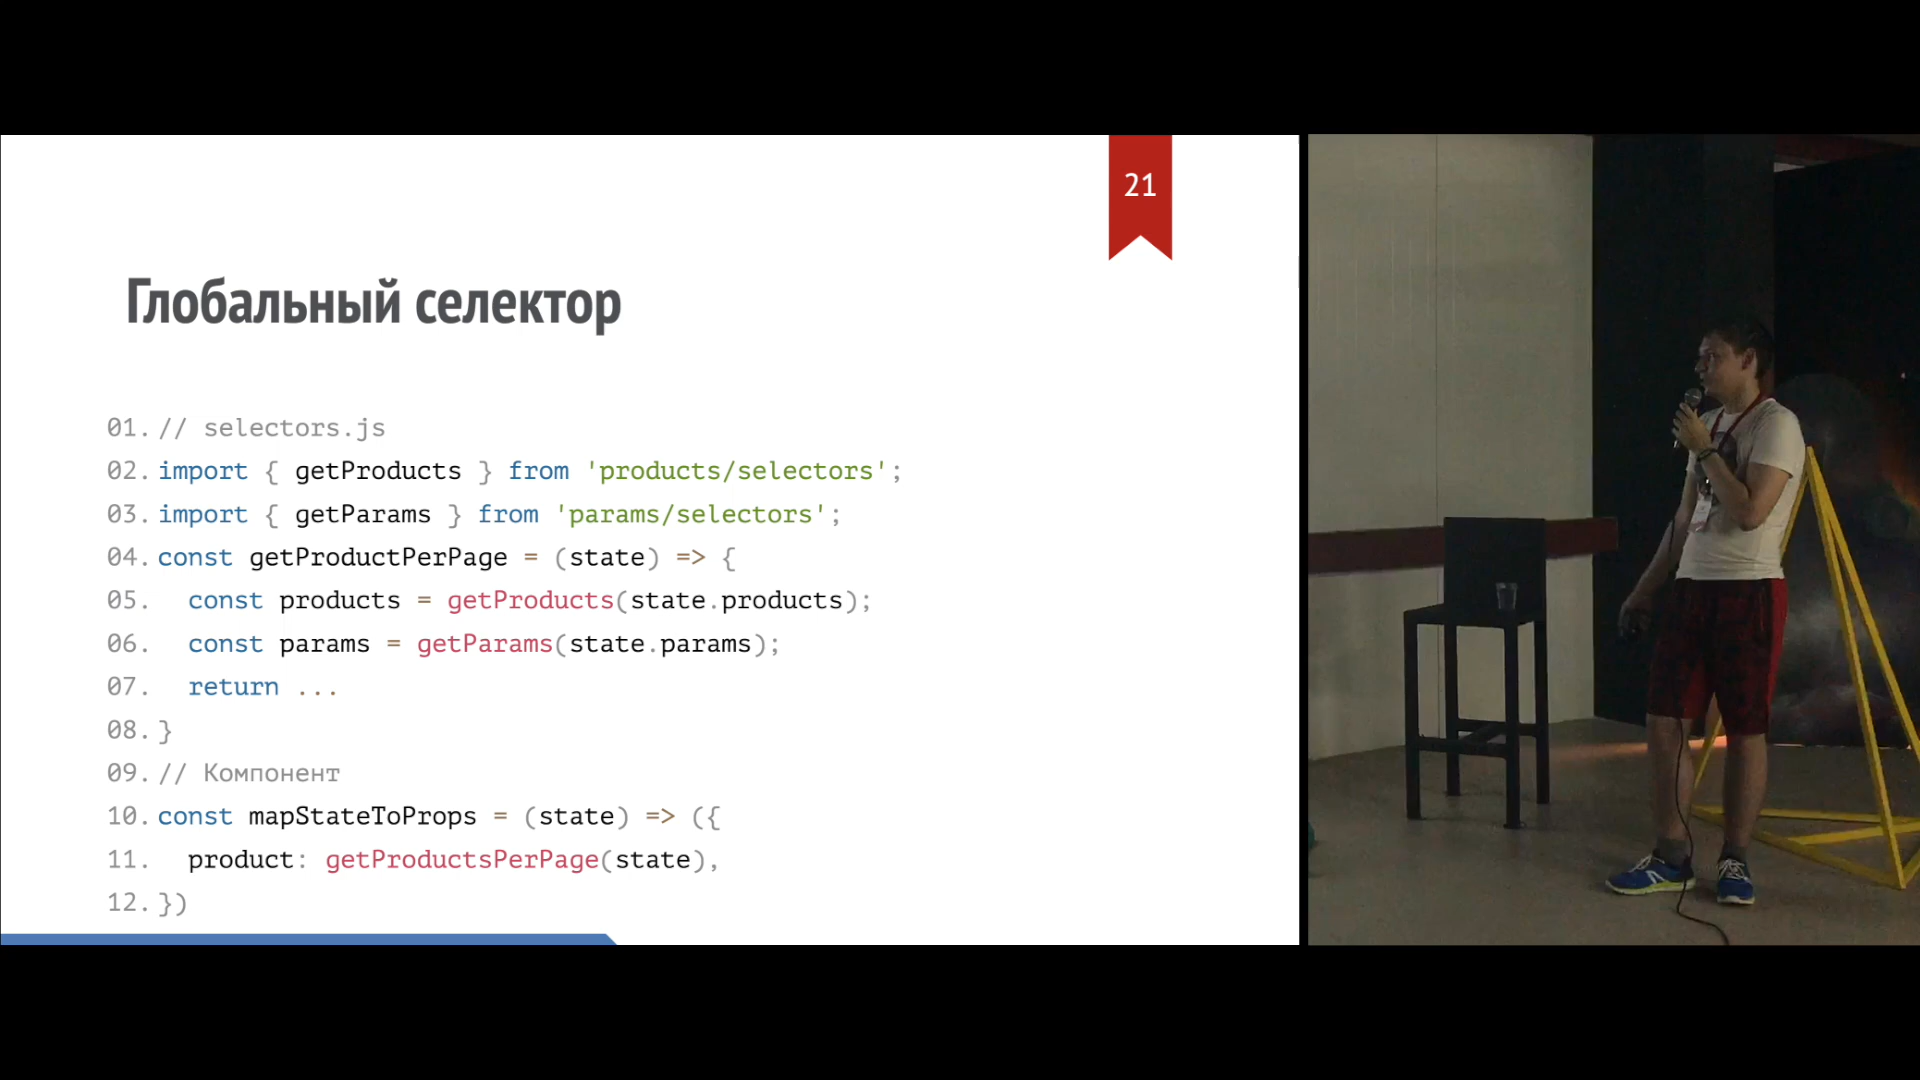 21
Глобальный селектор
01. // selectors.js
02. import { getProducts } from 'products/selectors';
03. import { getParams } from 'params/selectors';
04. const getProductPerPage = (state) => {
05.   const products = getProducts(state.products);
06.   const params = getParams(state.params);
07.   return ...
08. }
09. // Компонент
10. const mapStateToProps = (state) => ({
11.   product: getProductsPerPage(state),
12. })